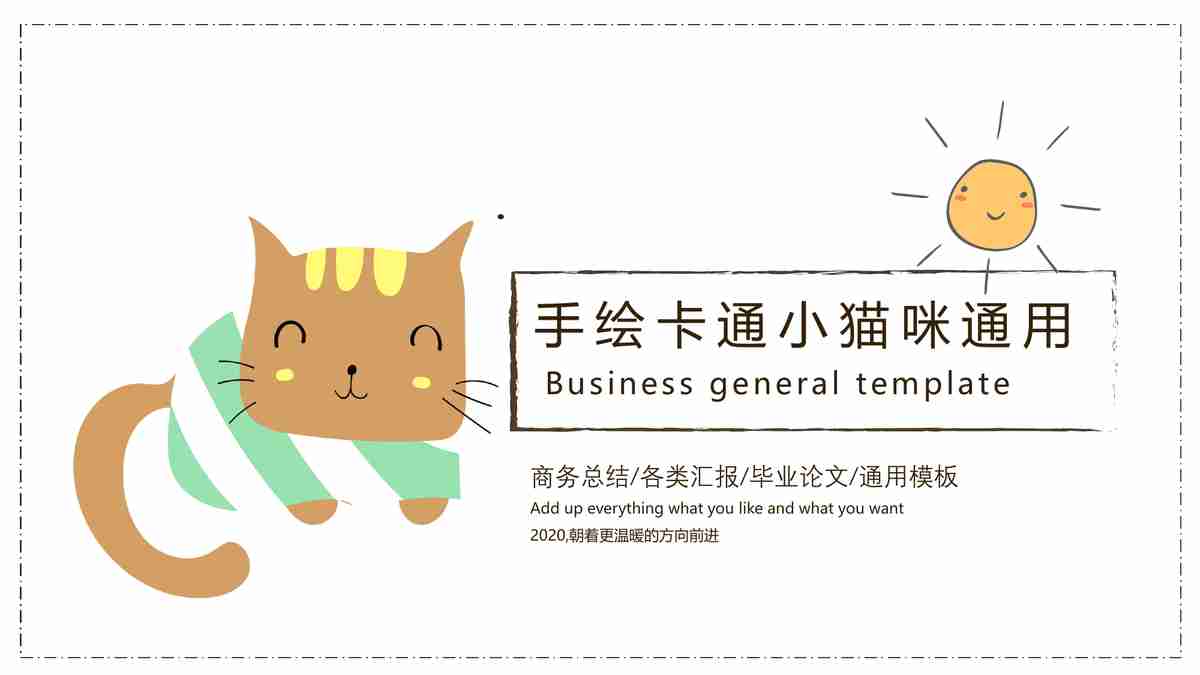 手绘卡通小猫咪通用
Business general template
商务总结/各类汇报/毕业论文/通用模板
Add up everything what you like and what you want
2020,朝着更温暖的方向前进